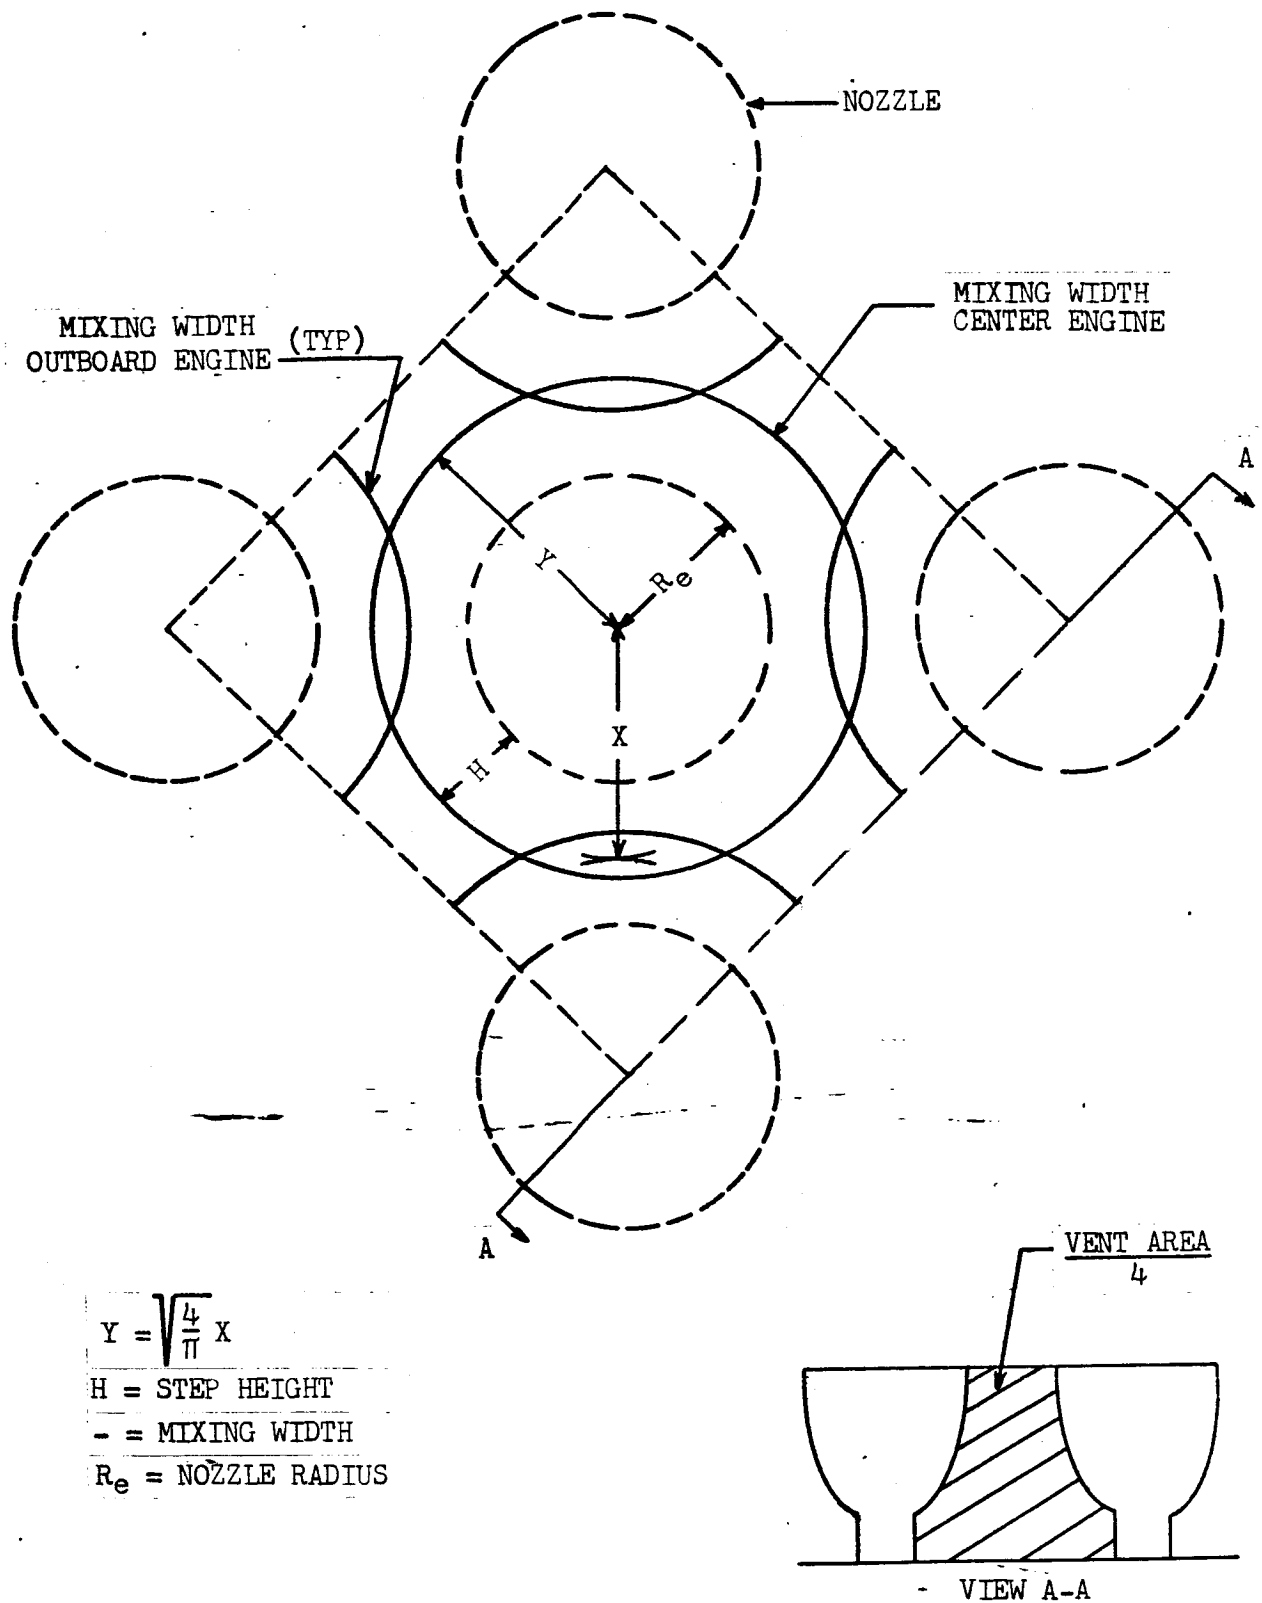 NOZZLE
MIXING WIDTH
CENTER ENGINE
MIXING WIDTH
OUTBOARD ENGINE (TYP)
A
Y
Re
X
H
A
VENT AREA
4
Y = √4/π X
H = STEP HEIGHT
- = MIXING WIDTH
Re = NOZZLE RADIUS
VIEW A-A